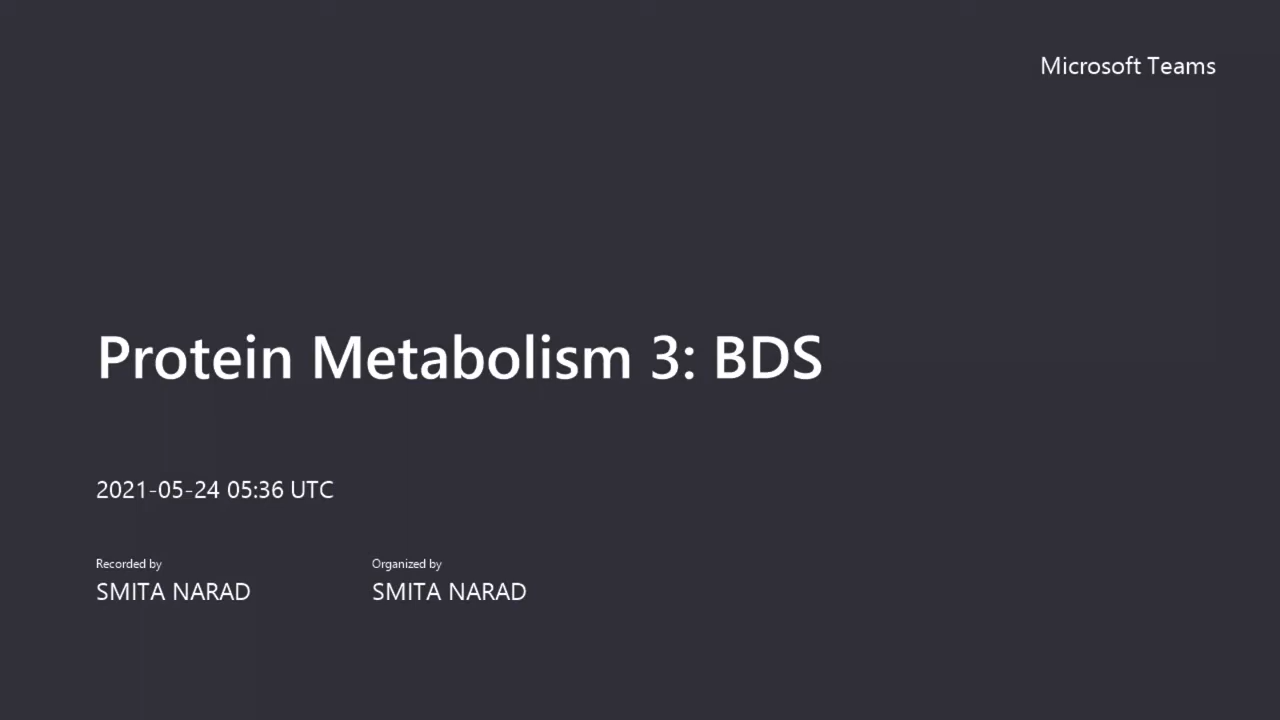 Microsoft Teams
Protein Metabolism 3: BDS
2021-05-24 05:36 UTC
Recorded by
SMITA NARAD
Organized by
SMITA NARAD